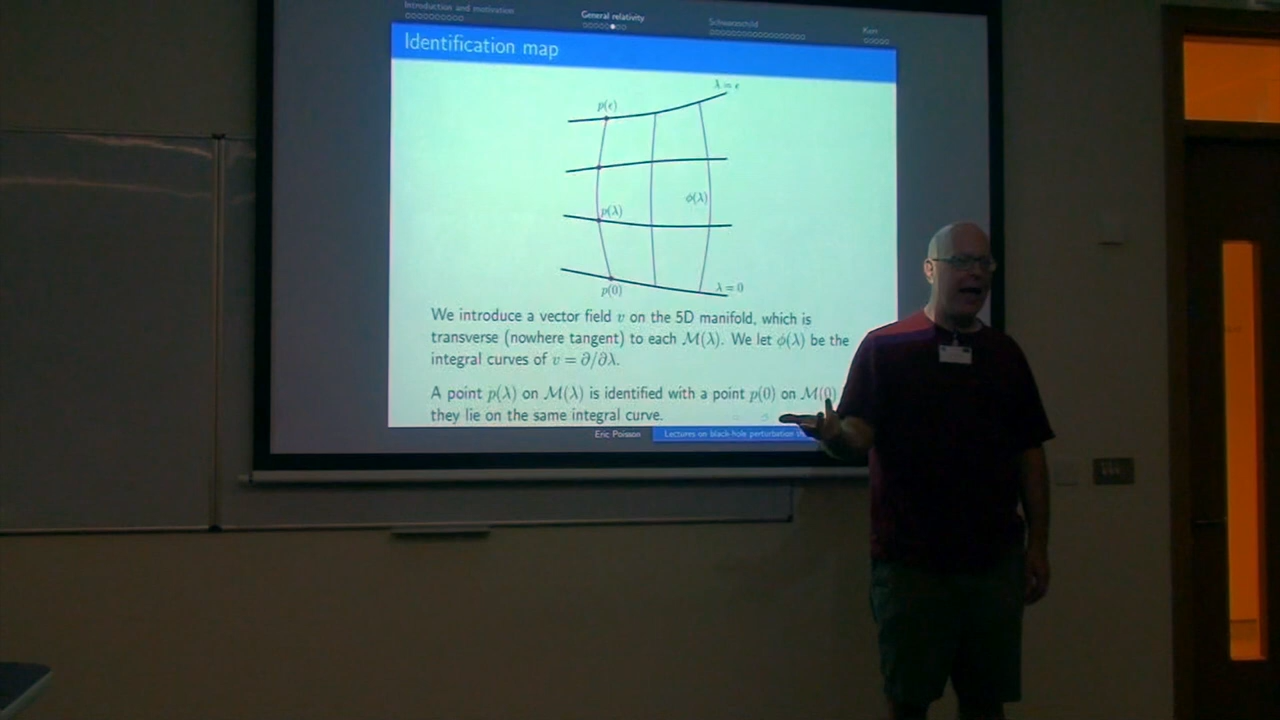 Introduction and motivation
General relativity
Schwarzschild
Kerr
Identification map
λ = ϵ
p(ϵ)
ϕ(λ)
p(λ)
p(0)
λ = 0
We introduce a vector field v on the 5D manifold, which is
transverse (nowhere tangent) to each ℳ(λ). We let ϕ(λ) be the
integral curves of v = ∂/∂λ.
A point p(λ) on ℳ(λ) is identified with a point p(0) on ℳ(0)
they lie on the same integral curve.
Eric Poisson
Lectures on black-hole perturbation